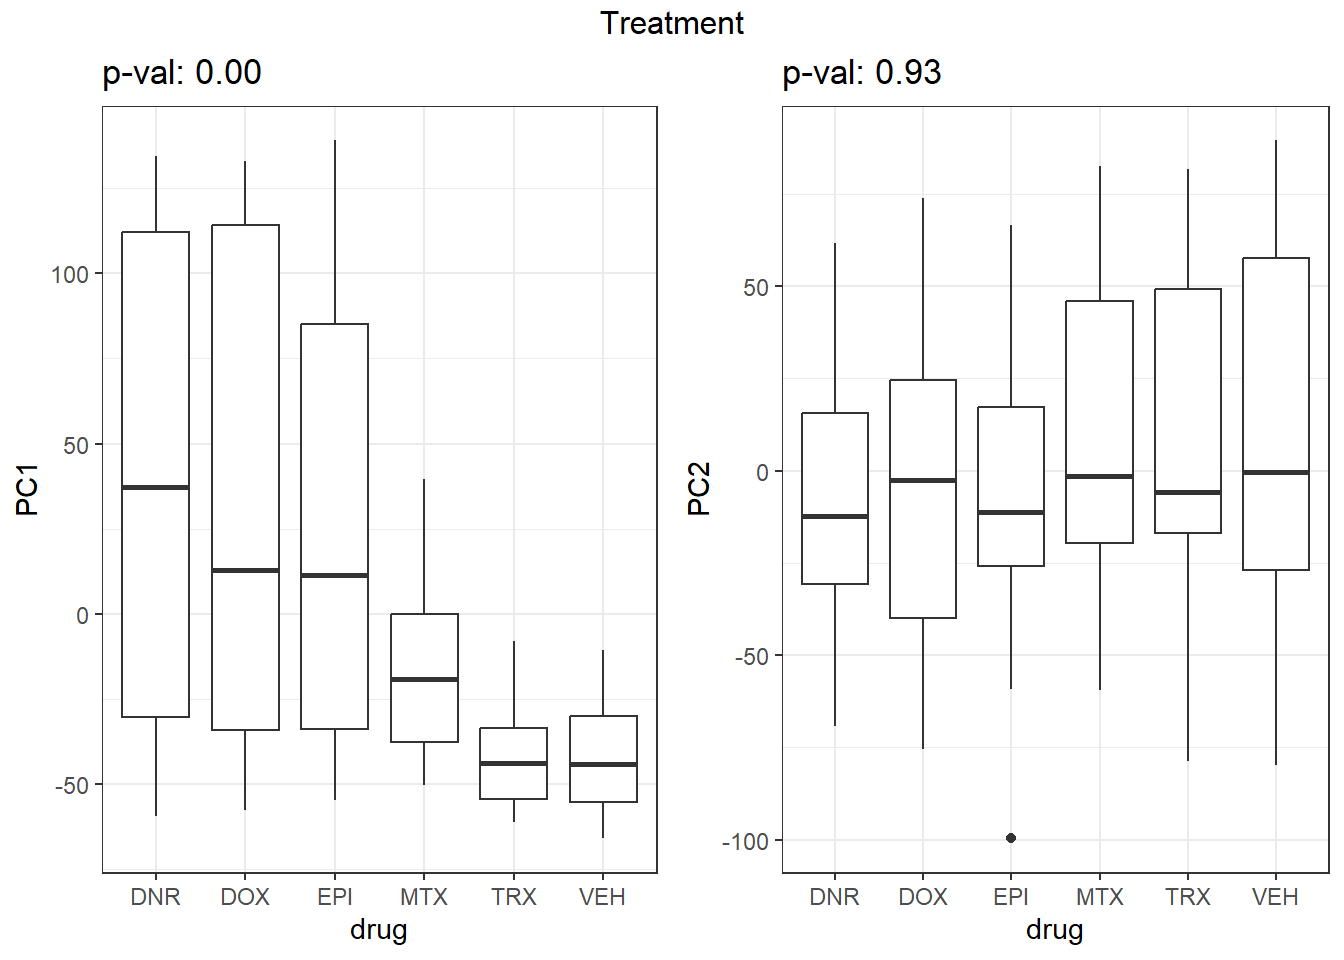 Treatment
p-val: 0.00
PC1
100
50
0
-50
DNR DOX EPI MTX TRX VEH
drug
p-val: 0.93
PC2
50
0
-50
-100
DNR DOX EPI MTX TRX VEH
drug